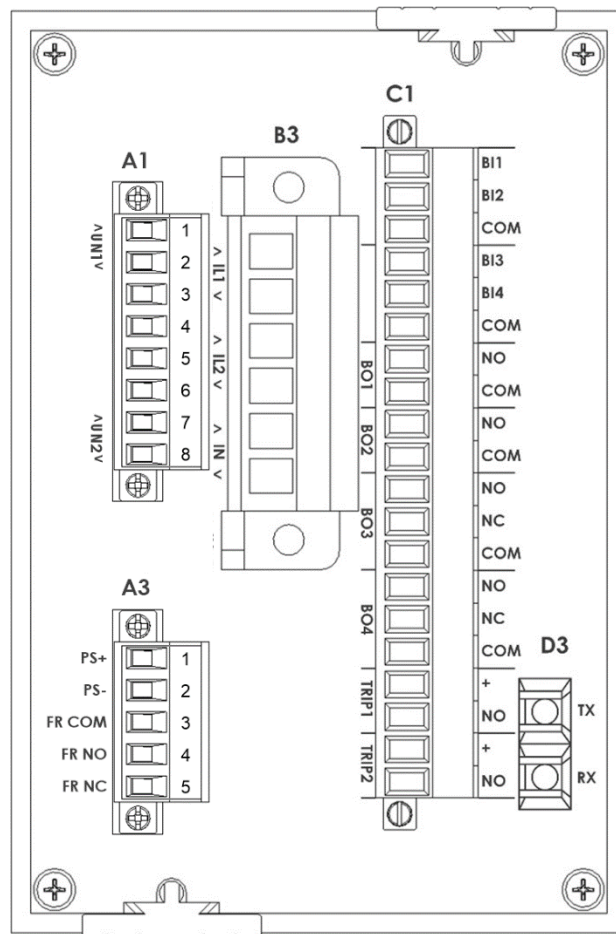 C1
B3
A1
BI1
BI2
COM
BI3
BI4
COM
NO
COM
NO
COM
NO
NC
COM
NO
NC
COM
+
NO
+
NO
BO1
BO2
BO3
BO4
TRIP1
TRIP2
1
2
3
4
5
6
7
8
>UN1<
>UN2<
> IL1 <
> IL2 <
> IN <
A3
PS+ 1
PS- 2
FR COM 3
FR NO 4
FR NC 5
D3
TX
RX